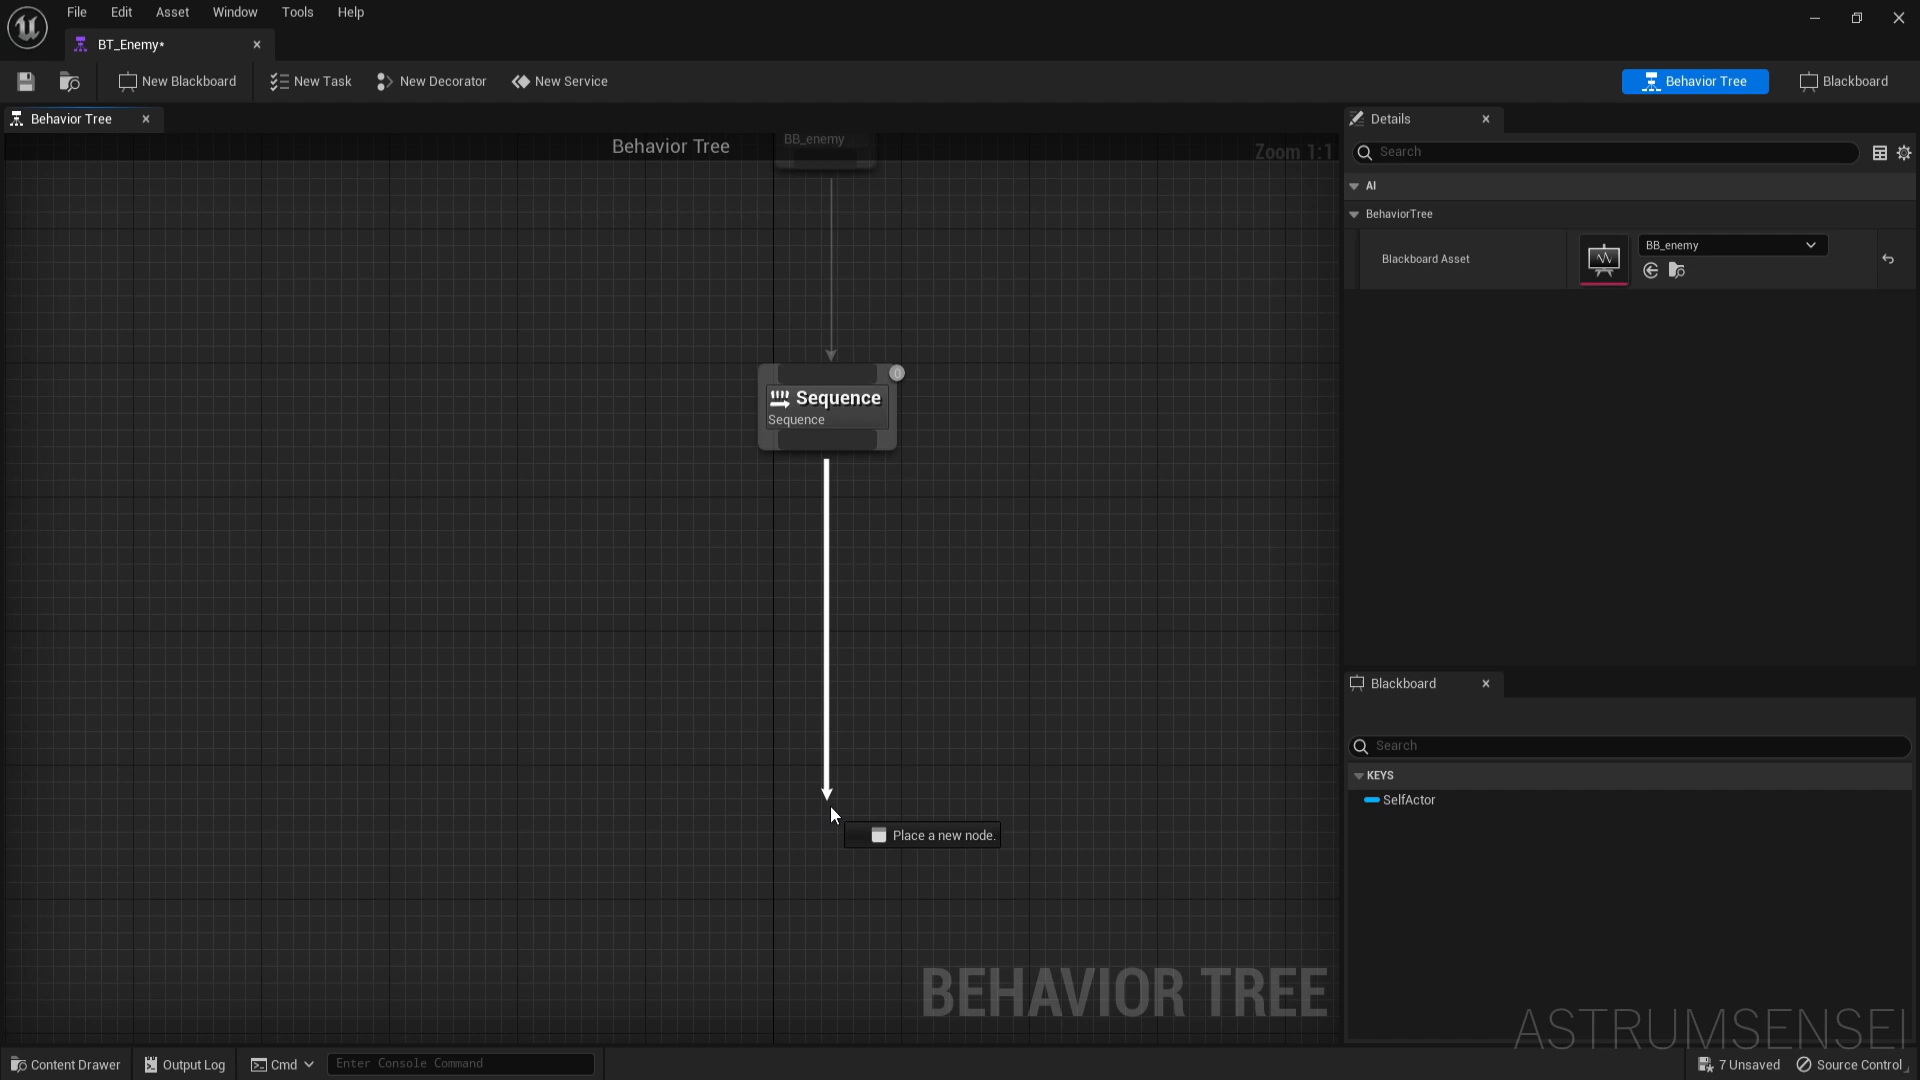 File Edit Asset Window Tools Help
BT_Enemy*
New Blackboard New Task New Decorator New Service Behavior Tree Blackboard
Behavior Tree
Details
Behavior Tree
BB_enemy
Zoom 1:1
Search
AI
BehaviorTree
Blackboard Asset
BB_enemy
0
Sequence
Sequence
Place a new node.
Blackboard
Search
KEYS
SelfActor
BEHAVIOR TREE
ASTRUMSENSEI
Content Drawer Output Log Cmd Enter Console Command 7 Unsaved Source Control